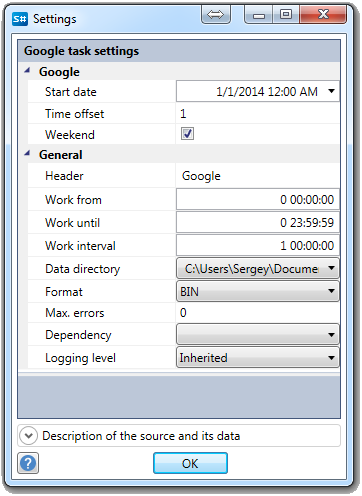 S# Settings
Google task settings
Google
Start date 1/1/2014 12:00 AM
Time offset 1
Weekend
General
Header Google
Work from 0 00:00:00
Work until 0 23:59:59
Work interval 1 00:00:00
Data directory C:\Users\Sergey\Docume
Format BIN
Max. errors 0
Dependency
Logging level Inherited
Description of the source and its data
? OK